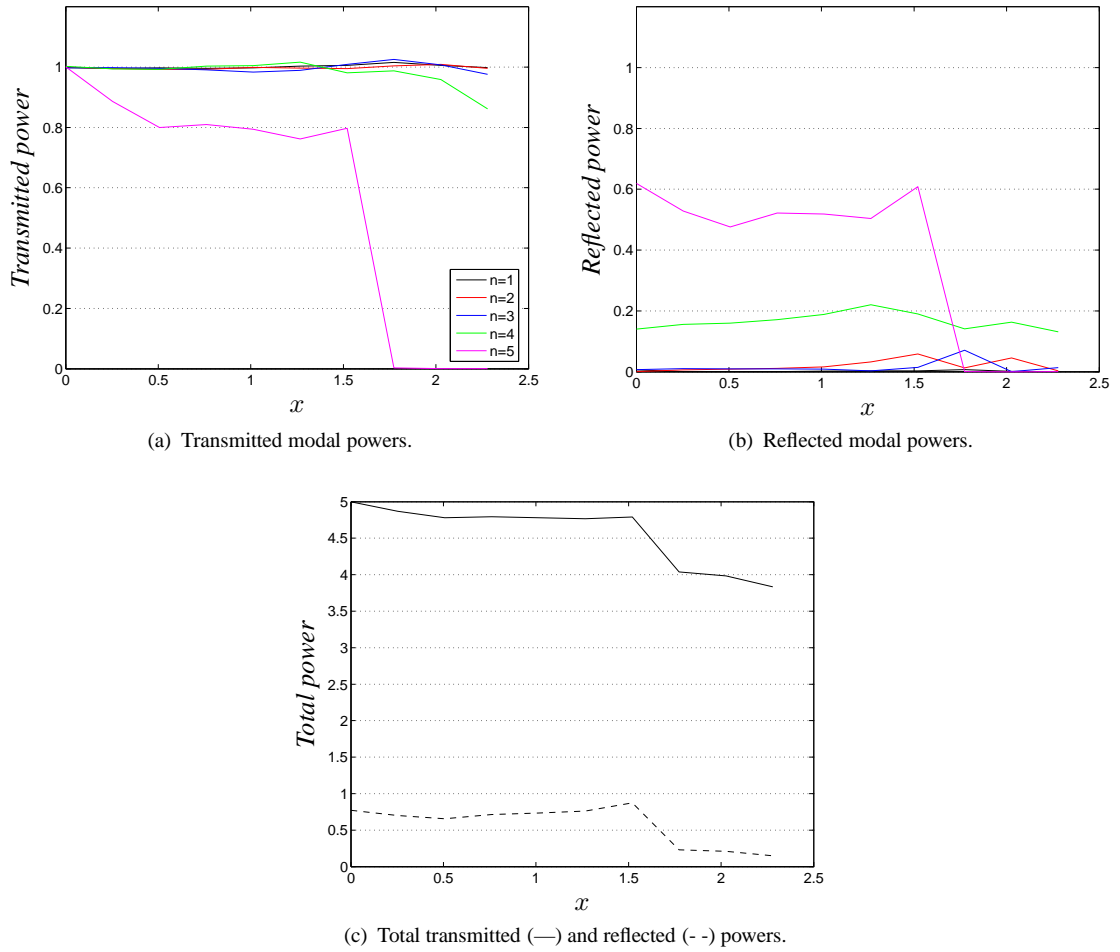 Transmitted power
1
0.8
0.6
0.4
0.2
0
0 0.5 1 1.5 2 2.5
n=1
n=2
n=3
n=4
n=5
x
(a) Transmitted modal powers.
Reflected power
1
0.8
0.6
0.4
0.2
0
0 0.5 1 1.5 2 2.5
x
(b) Reflected modal powers.
Total power
5
4.5
4
3.5
3
2.5
2
1.5
1
0.5
0
0 0.5 1 1.5 2 2.5
x
(c) Total transmitted (—) and reflected (- -) powers.